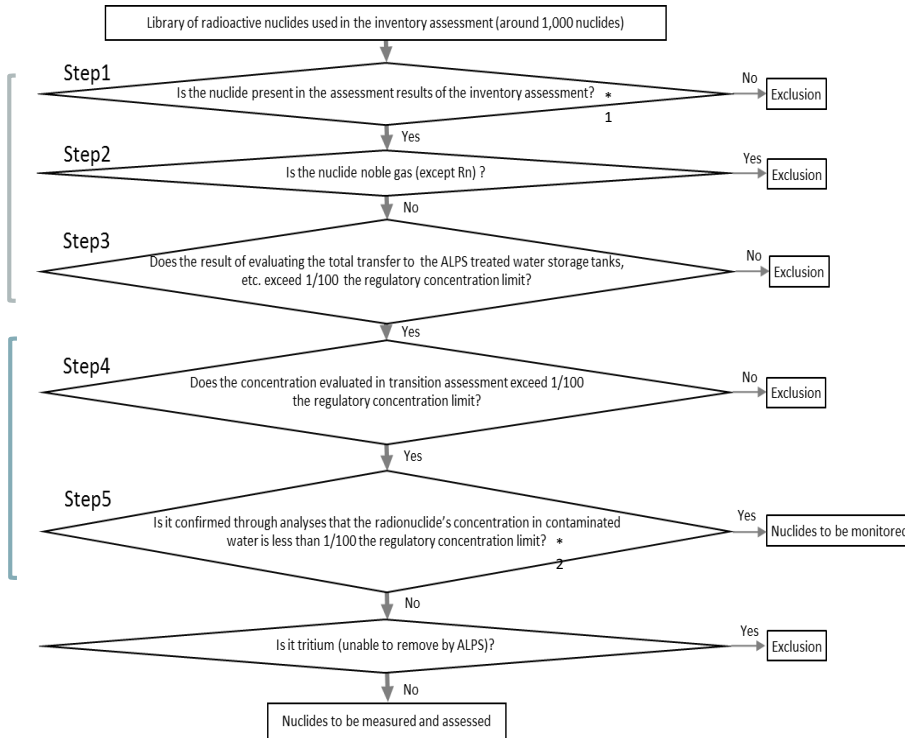 Library of radioactive nuclides used in the inventory assessment (around 1,000 nuclides)
Step1
Is the nuclide present in the assessment results of the inventory assessment? *
1
No
Exclusion
Yes
Step2
Is the nuclide noble gas (except Rn) ?
Yes
Exclusion
No
Step3
Does the result of evaluating the total transfer to the ALPS treated water storage tanks,
etc. exceed 1/100 the regulatory concentration limit?
No
Exclusion
Yes
Step4
Does the concentration evaluated in transition assessment exceed 1/100
the regulatory concentration limit?
No
Exclusion
Yes
Step5
Is it confirmed through analyses that the radionuclide's concentration in contaminated
water is less than 1/100 the regulatory concentration limit? *
2
Yes
Nuclides to be monitored
No
Is it tritium (unable to remove by ALPS)?
Yes
Exclusion
No
Nuclides to be measured and assessed